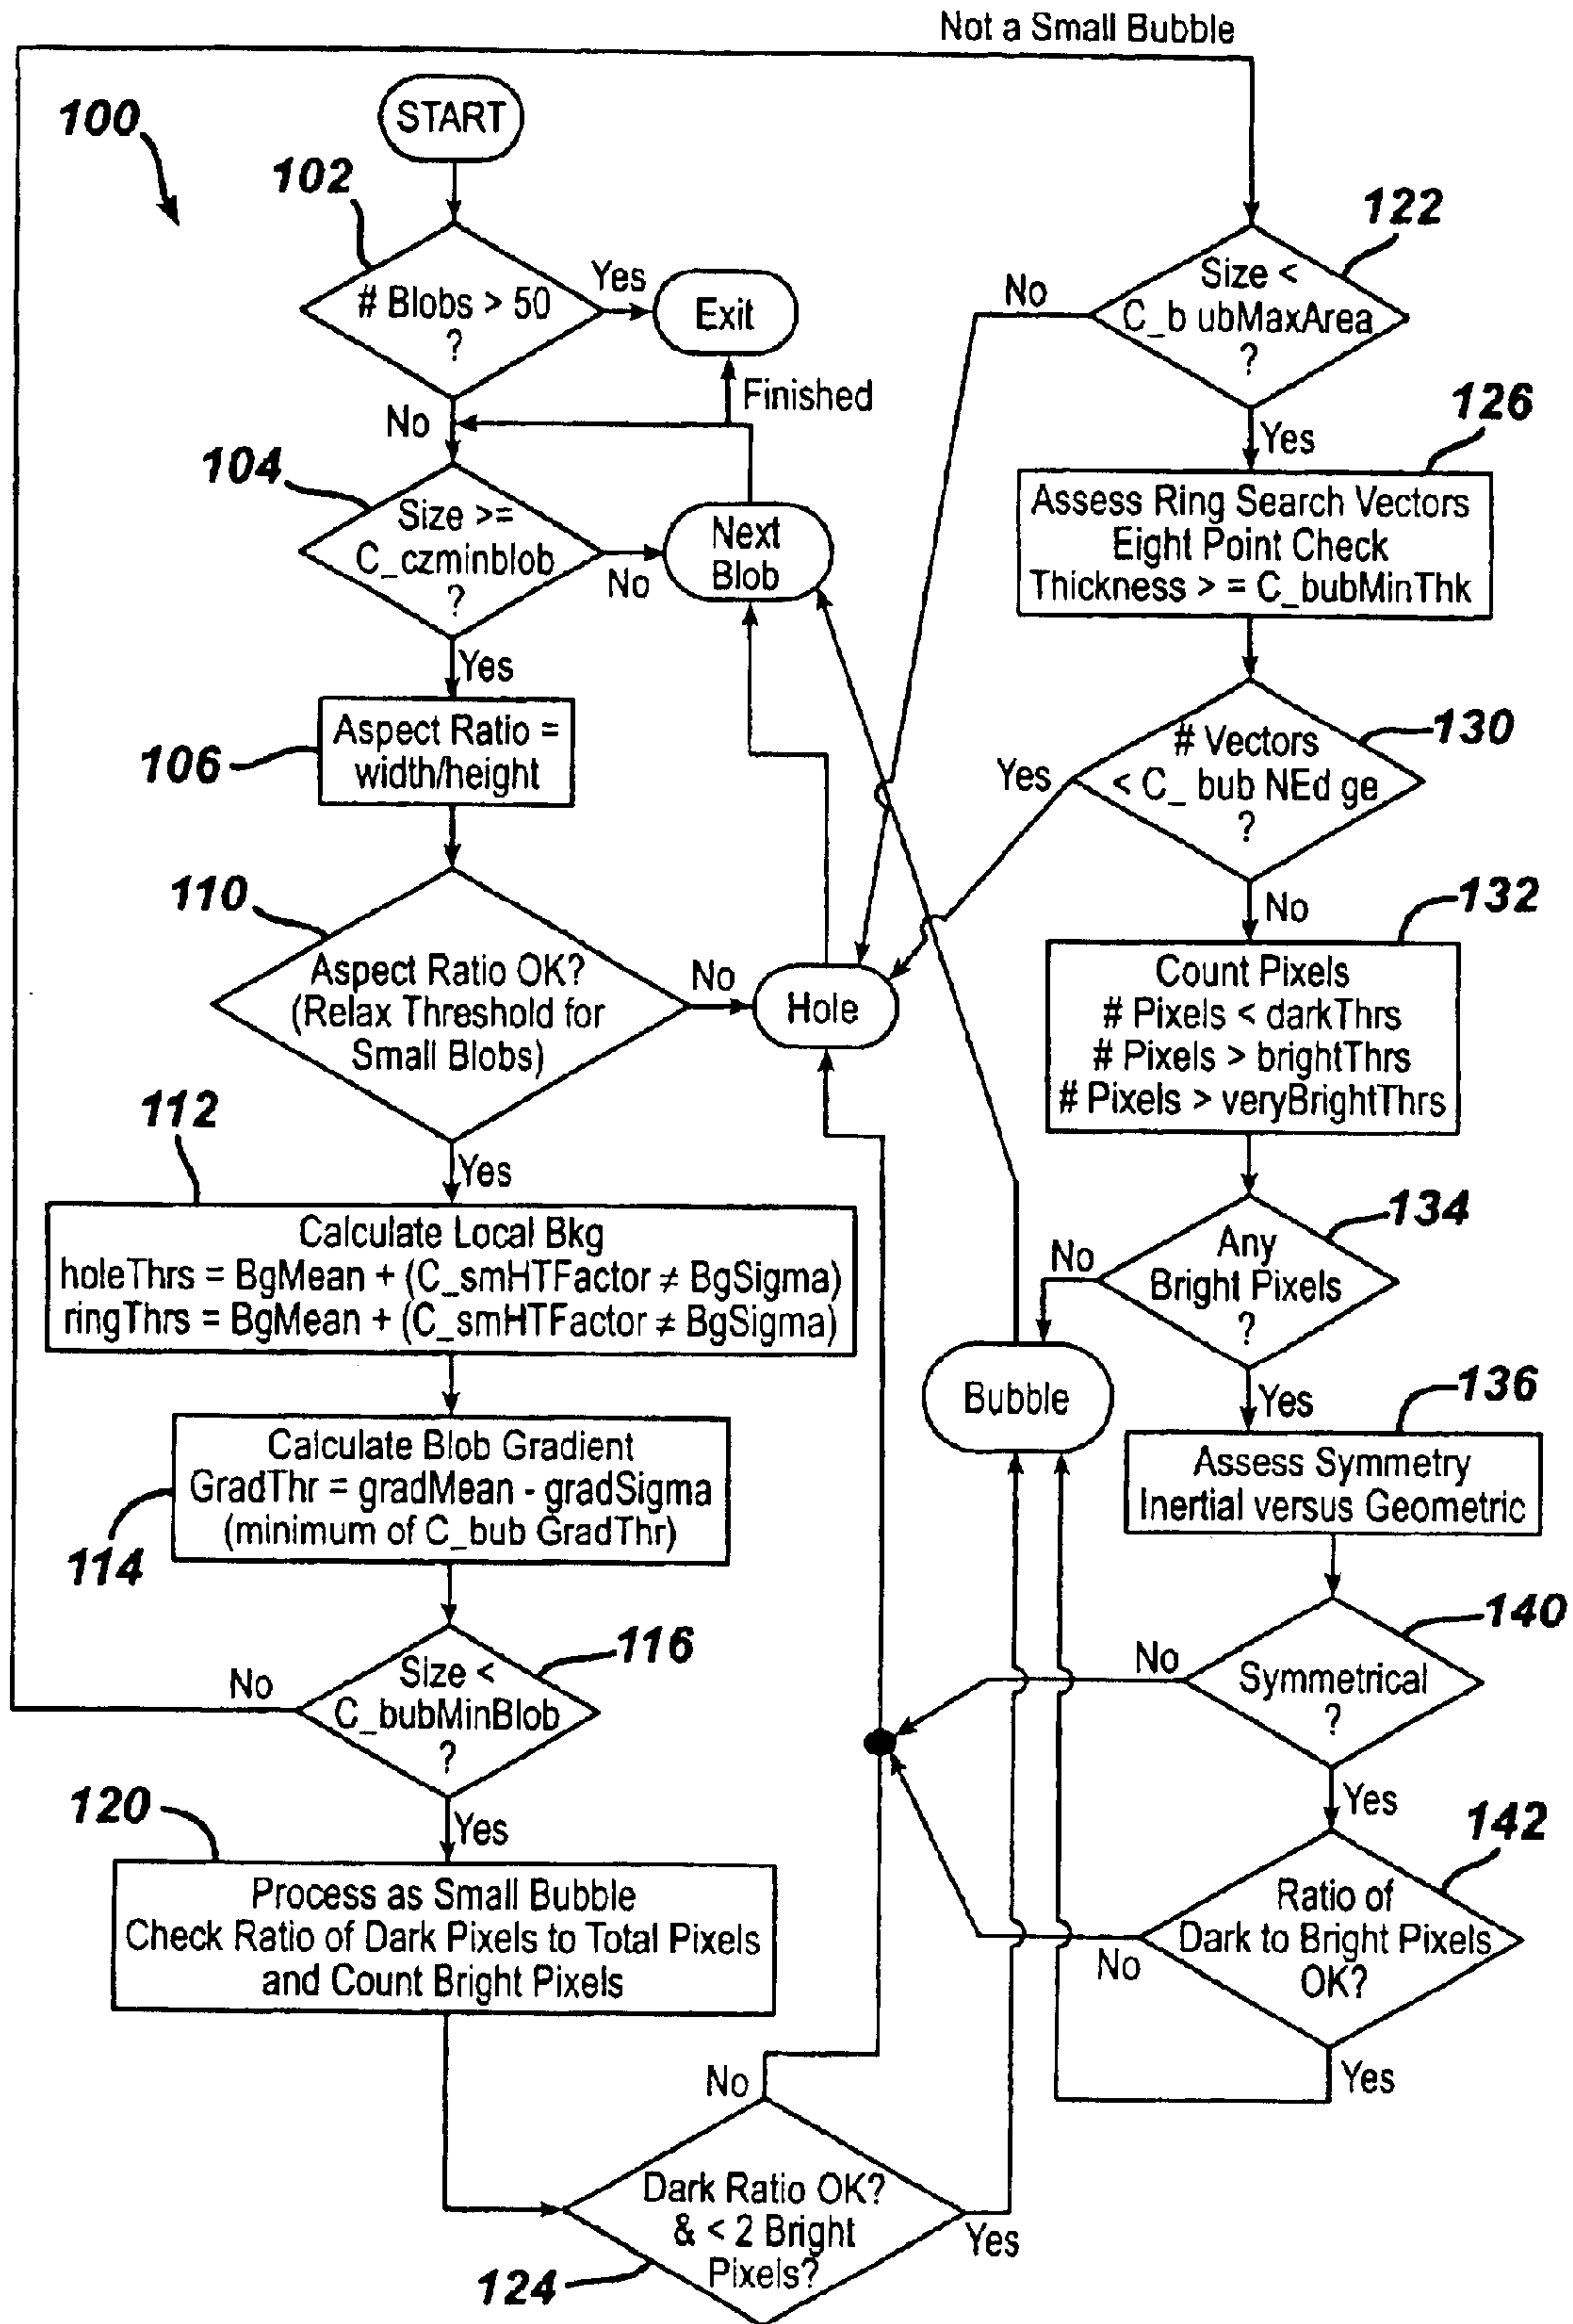 Not a Small Bubble
100
START
102
# Blobs > 50
?
Yes
Exit
No
Finished
104
Size >=
C_czminblob
?
No
Next
Blob
Yes
106
Aspect Ratio =
width/height
110
Aspect Ratio OK?
(Relax Threshold for
Small Blobs)
No
Hole
Yes
112
Calculate Local Bkg
holeThrs = BgMean + (C_smHTFactor ≠ BgSigma)
ringThrs = BgMean + (C_smHTFactor ≠ BgSigma)
Calculate Blob Gradient
GradThr = gradMean - gradSigma
(minimum of C_bub GradThr)
114
116
Size <
C_bubMinBlob
?
No
Yes
120
Process as Small Bubble
Check Ratio of Dark Pixels to Total Pixels
and Count Bright Pixels
No
Dark Ratio OK?
& < 2 Bright
Pixels?
Yes
124
122
Size <
C_b ubMaxArea
?
No
Yes
126
Assess Ring Search Vectors
Eight Point Check
Thickness > = C_bubMinThk
130
# Vectors
< C_ bub NEd ge
?
Yes
No
132
Count Pixels
# Pixels < darkThrs
# Pixels > brightThrs
# Pixels > veryBrightThrs
134
Any
Bright Pixels
?
No
Bubble
Yes
136
Assess Symmetry
Inertial versus Geometric
140
Symmetrical
?
No
Yes
142
Ratio of
Dark to Bright Pixels
OK?
No
Yes